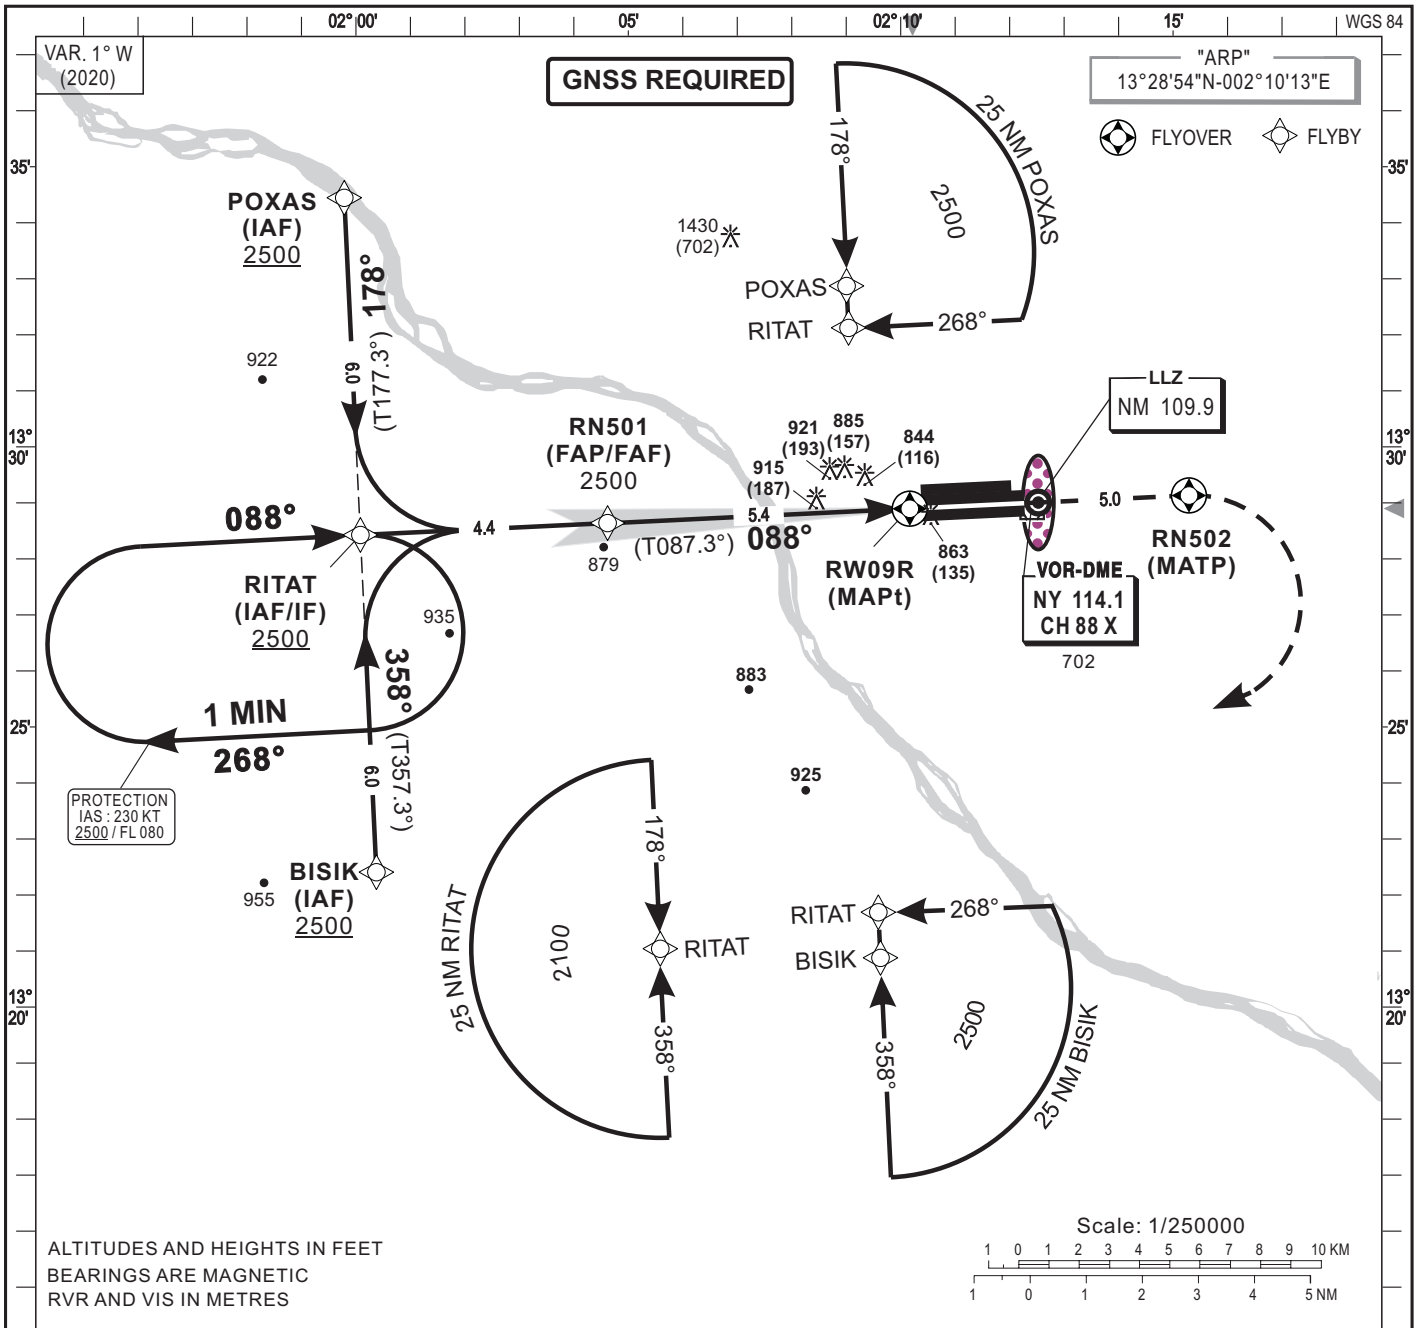 02°00'
05'
02°10'
15'
WGS 84
VAR. 1° W
(2020)
GNSS REQUIRED
"ARP"
13°28'54"N-002°10'13"E
FLYOVER
FLYBY
35'
35'
POXAS
(IAF)
2500
178°
(T177.3°)
6.0
1430
(702)
178°
25 NM POXAS
2500
POXAS
RITAT
268°
922
LLZ
NM 109.9
13°
30'
13°
30'
RN501
(FAP/FAF)
2500
921
(193)
885
(157)
844
(116)
915
(187)
088°
4.4
5.4
(T087.3°)
088°
5.0
879
RITAT
(IAF/IF)
2500
RW09R
(MAPt)
863
(135)
RN502
(MATP)
VOR-DME
NY 114.1
CH 88 X
702
935
358°
(T357.3°)
6.0
883
25'
25'
1 MIN
268°
925
PROTECTION
IAS : 230 KT
2500 / FL 080
BISIK
(IAF)
2500
955
178°
25 NM RITAT
2100
RITAT
358°
RITAT
268°
BISIK
358°
2500
25 NM BISIK
13°
20'
13°
20'
ALTITUDES AND HEIGHTS IN FEET
BEARINGS ARE MAGNETIC
RVR AND VIS IN METRES
Scale: 1/250000
1 0 1 2 3 4 5 6 7 8 9 10 KM
1 0 1 2 3 4 5 NM